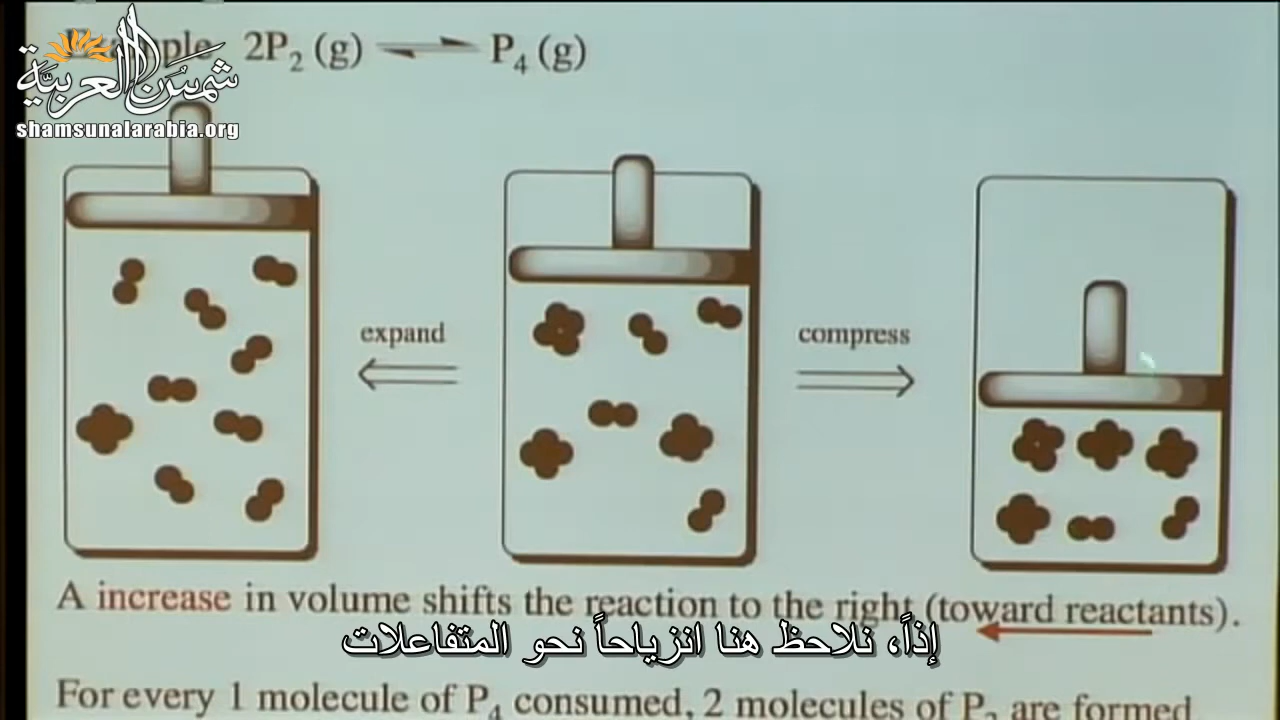 شمسُ العربية
shamsunalarabia.org
Example 2P₂ (g) ⇌ P₄ (g)
expand
compress
A increase in volume shifts the reaction to the right (toward reactants).
إذاً، نلاحظ هنا انزياحاً نحو المتفاعلات
For every 1 molecule of P₄ consumed, 2 molecules of P₂ are formed